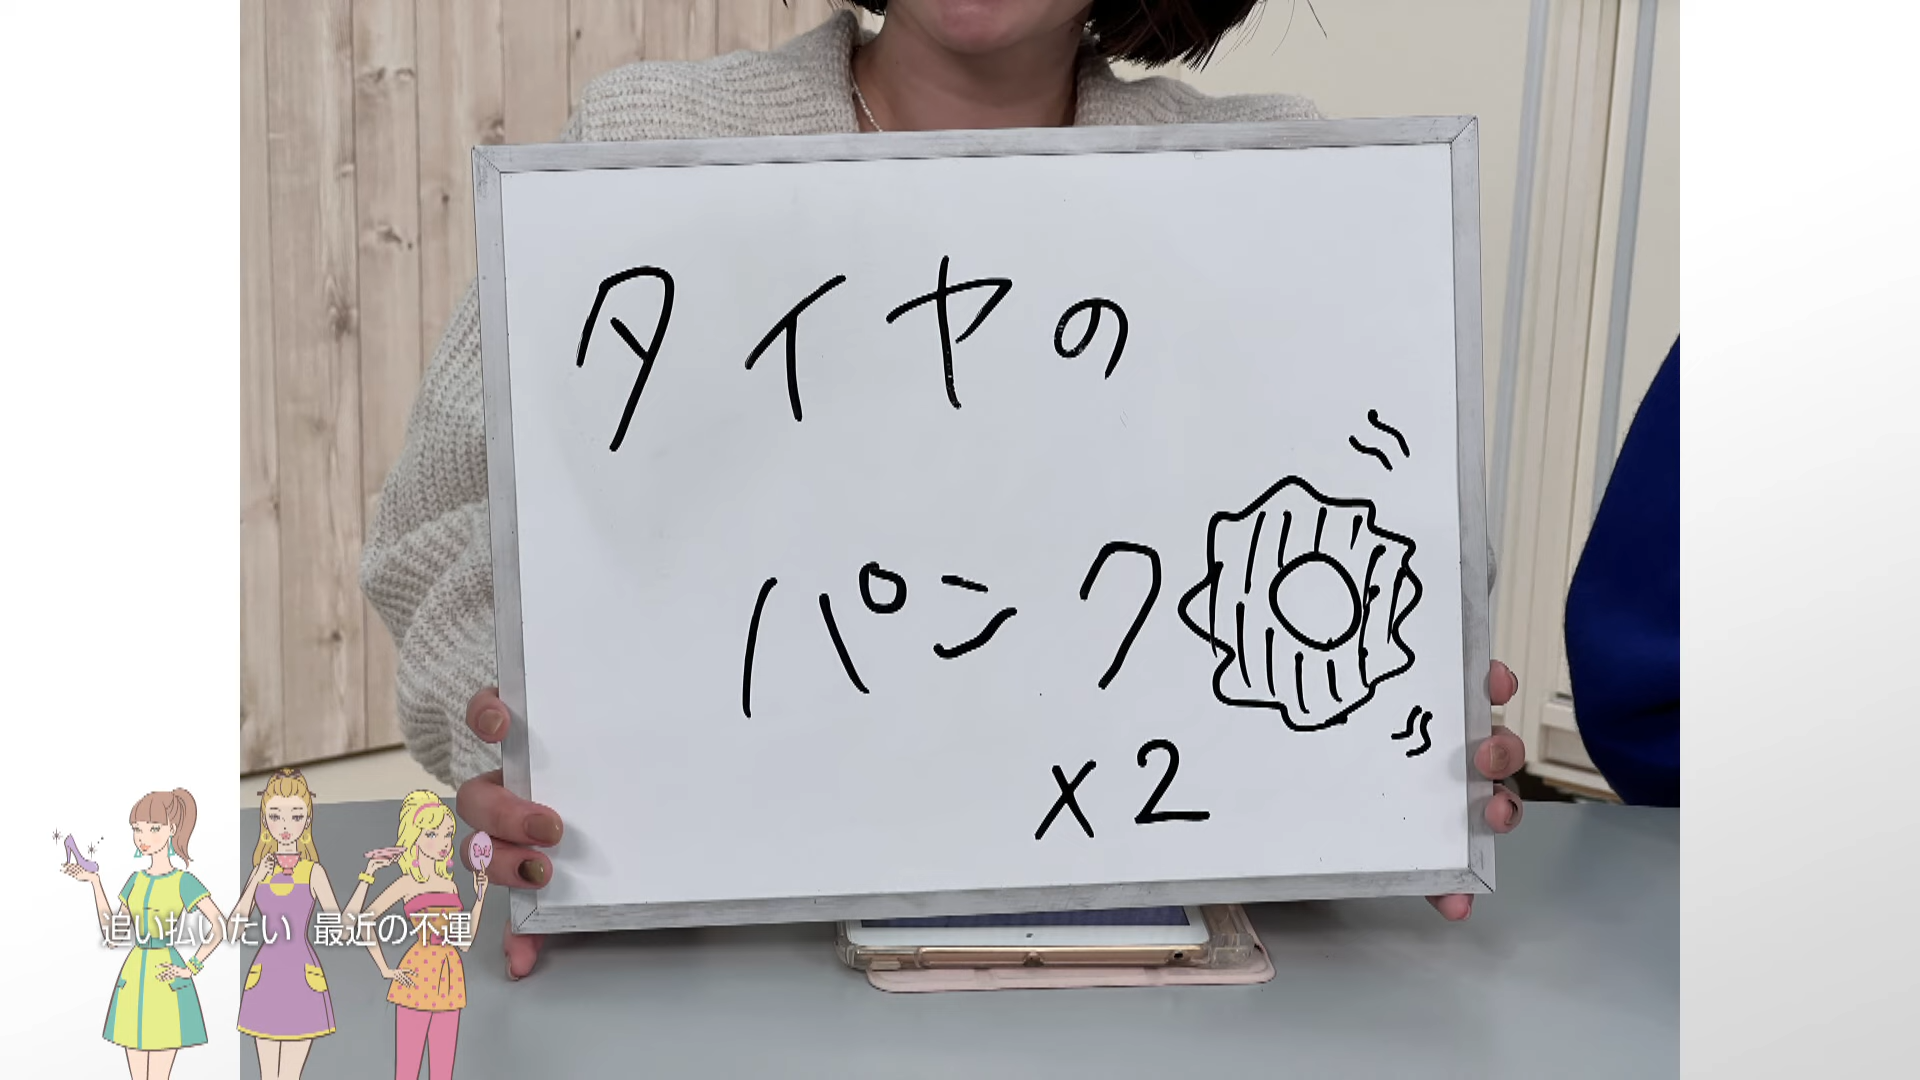 タイヤの
パンク
x2
追い払いたい 最近の不運